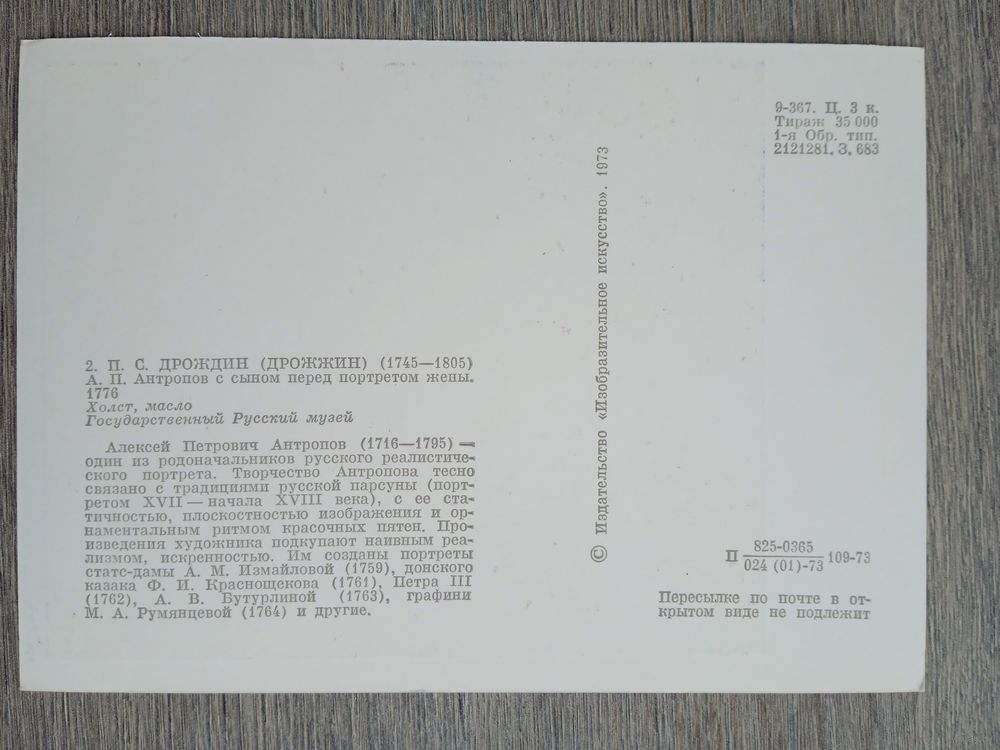 9-367. Ц. 3 к.
Тираж 35 000
1-я Обр. тип.
2121281. З. 683
2. П. С. ДРОЖДИН (ДРОЖЖИН) (1745—1805)
А. П. Антропов с сыном перед портретом жены.
1776
Холст, масло
Государственный Русский музей
Алексей Петрович Антропов (1716—1795) —
один из родоначальников русского реалистиче-
ского портрета. Творчество Антропова тесно
связано с традициями русской парсуны (порт-
ретом XVII — начала XVIII века), с ее ста-
тичностью, плоскостностью изображения и ор-
наментальным ритмом красочных пятен. Про-
изведения художника подкупают наивным реа-
лизмом, искренностью. Им созданы портреты
статс-дамы А. М. Измайловой (1759), донского
казака Ф. И. Краснощекова (1761), Петра III
(1762), А. В. Бутурлиной (1763), графини
М. А. Румянцевой (1764) и другие.
© Издательство «Изобразительное искусство». 1973
П 825-0365 109-73
024 (01)-73
Пересылке по почте в от-
крытом виде не подлежит